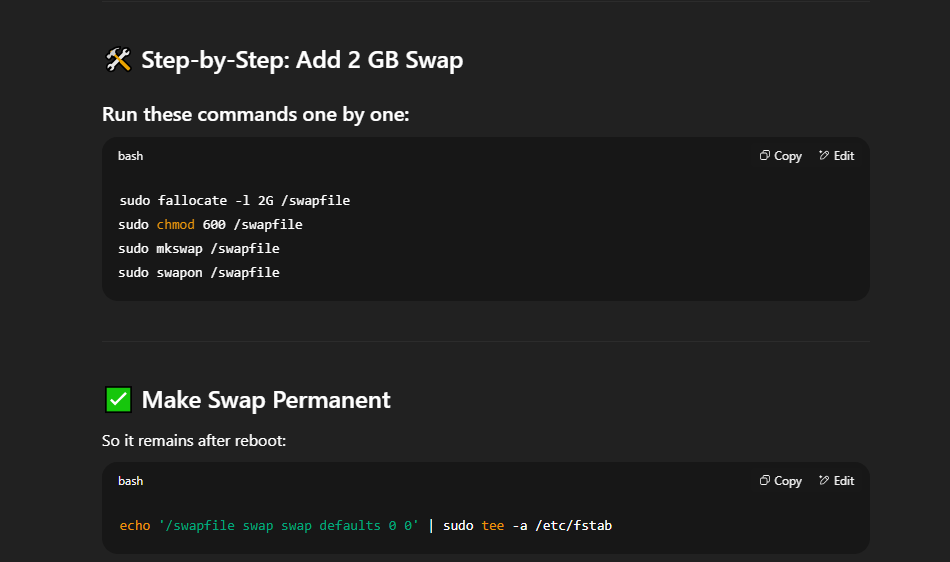 🛠️ Step-by-Step: Add 2 GB Swap
Run these commands one by one:
bash
Copy
Edit
sudo fallocate -l 2G /swapfile
sudo chmod 600 /swapfile
sudo mkswap /swapfile
sudo swapon /swapfile
✅ Make Swap Permanent
So it remains after reboot:
bash
Copy
Edit
echo '/swapfile swap swap defaults 0 0' | sudo tee -a /etc/fstab